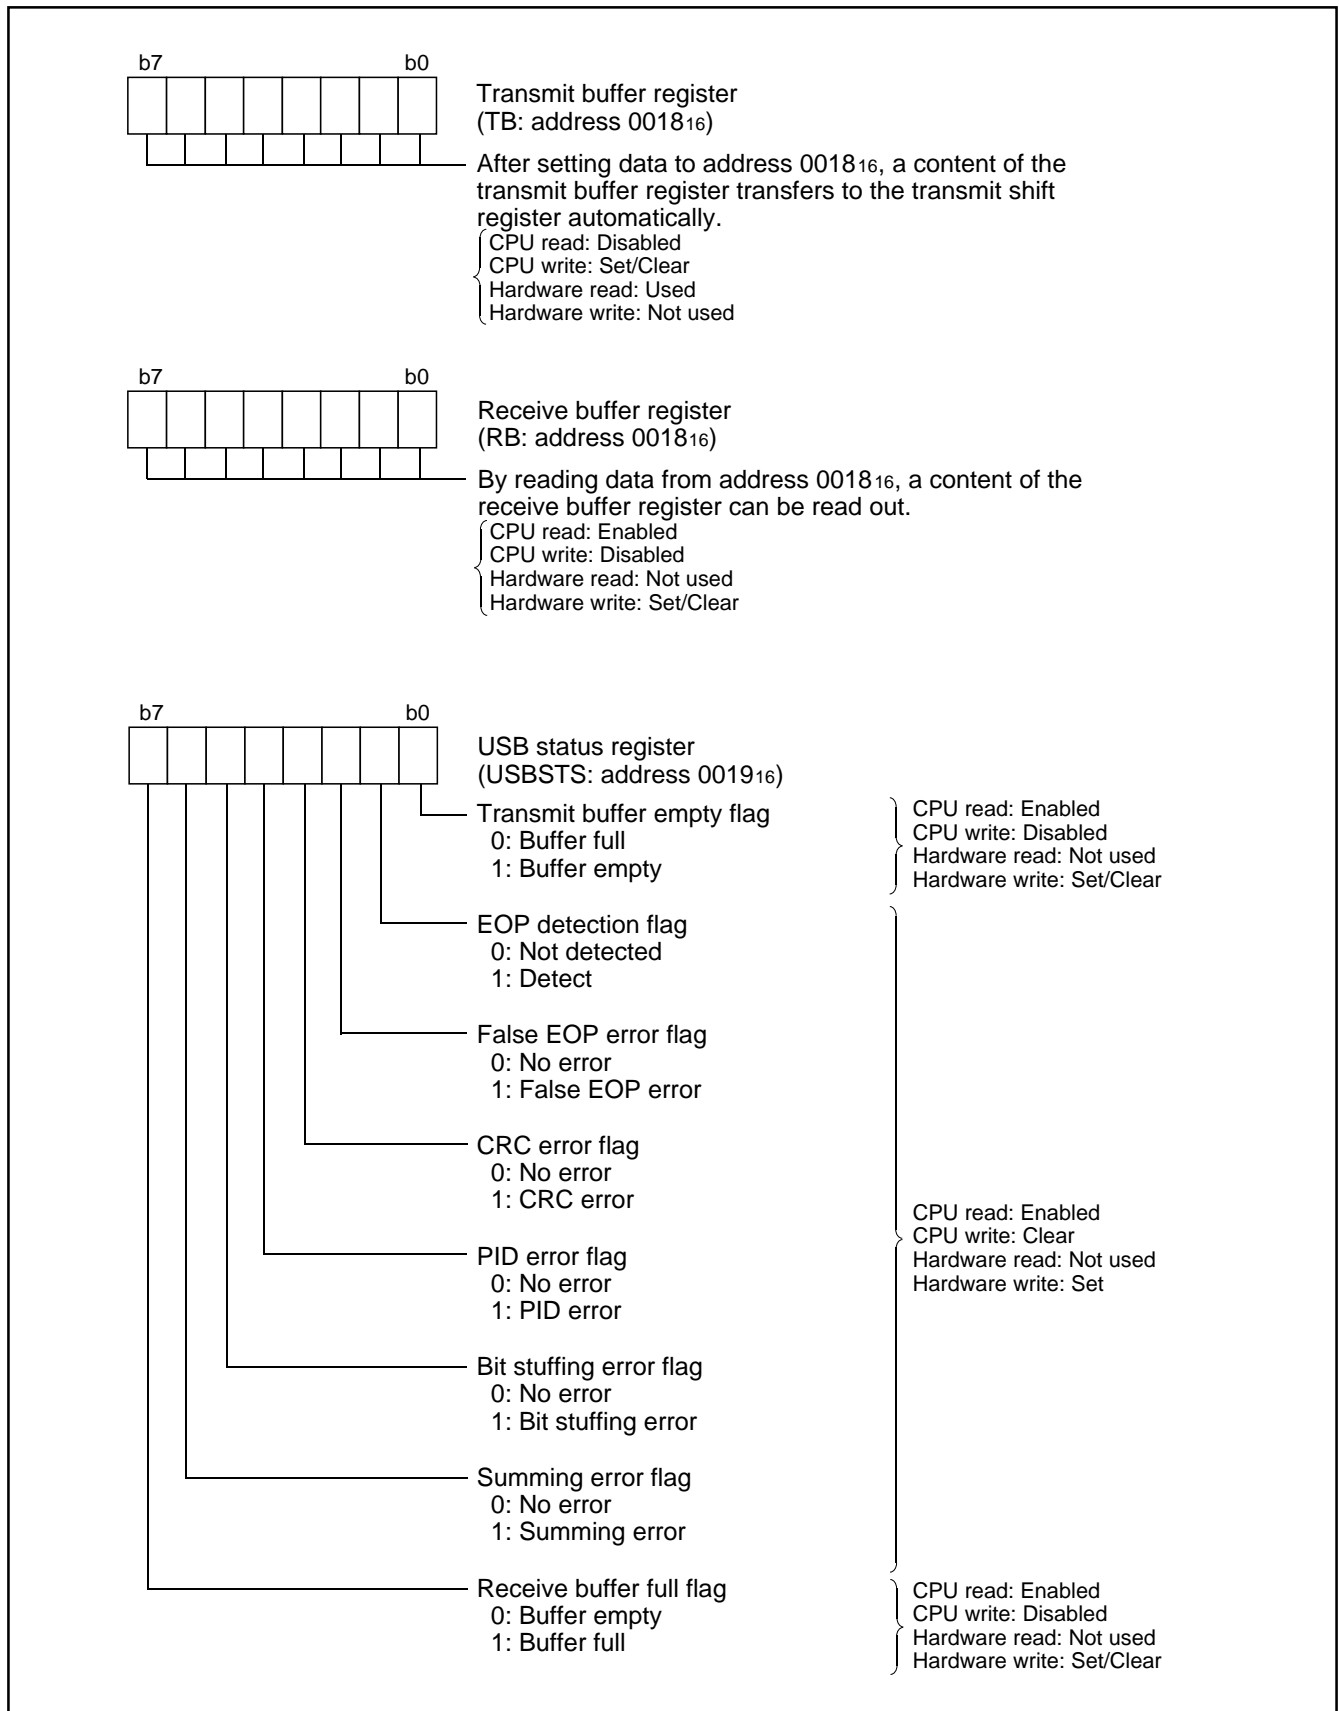 b7 b0
Transmit buffer register
(TB: address 001816)
After setting data to address 001816, a content of the
transmit buffer register transfers to the transmit shift
register automatically.
CPU read: Disabled
CPU write: Set/Clear
Hardware read: Used
Hardware write: Not used
b7 b0
Receive buffer register
(RB: address 001816)
By reading data from address 001816, a content of the
receive buffer register can be read out.
CPU read: Enabled
CPU write: Disabled
Hardware read: Not used
Hardware write: Set/Clear
b7 b0
USB status register
(USBSTS: address 001916)
Transmit buffer empty flag
0: Buffer full
1: Buffer empty
CPU read: Enabled
CPU write: Disabled
Hardware read: Not used
Hardware write: Set/Clear
EOP detection flag
0: Not detected
1: Detect
False EOP error flag
0: No error
1: False EOP error
CRC error flag
0: No error
1: CRC error
PID error flag
0: No error
1: PID error
CPU read: Enabled
CPU write: Clear
Hardware read: Not used
Hardware write: Set
Bit stuffing error flag
0: No error
1: Bit stuffing error
Summing error flag
0: No error
1: Summing error
Receive buffer full flag
0: Buffer empty
1: Buffer full
CPU read: Enabled
CPU write: Disabled
Hardware read: Not used
Hardware write: Set/Clear